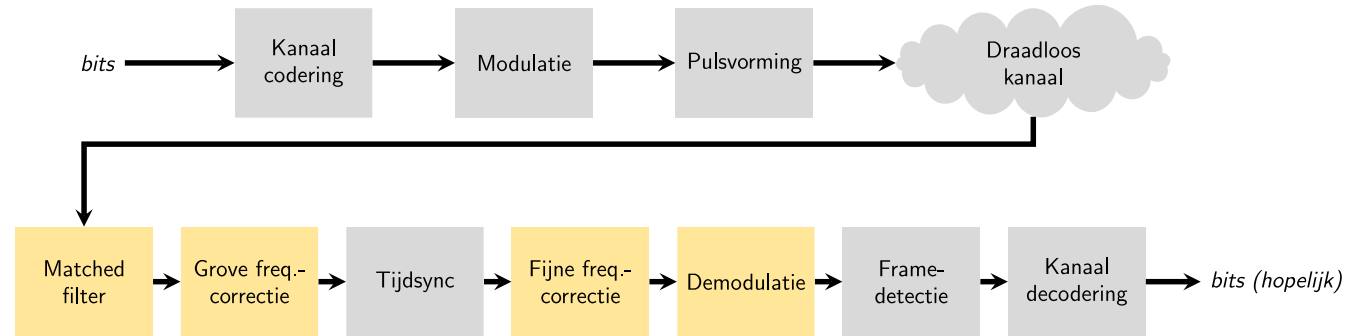 bits
Kanaal
codering
Modulatie
Pulsvorming
Draadloos
kanaal
Matched
filter
Grove freq.-
correctie
Tijdsync
Fijne freq.-
correctie
Demodulatie
Frame-
detectie
Kanaal
decodering
bits (hopelijk)